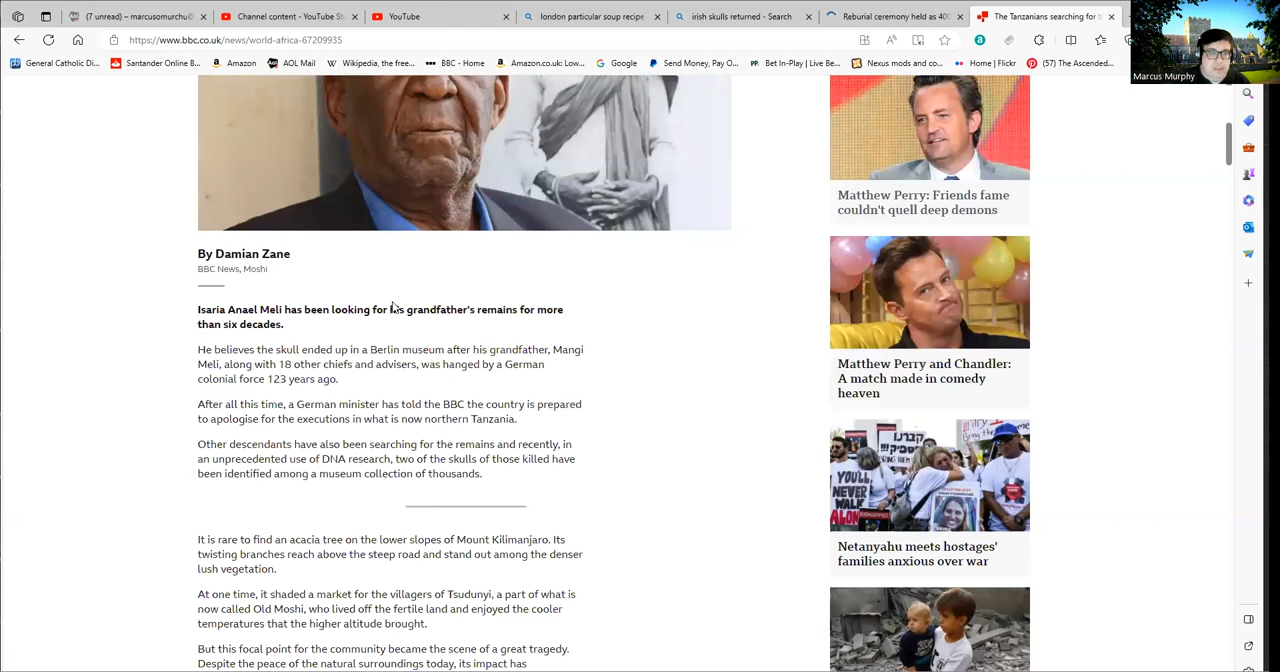 (7 unread) – marcusomurchu@
Channel content - YouTube St
YouTube
london particular soup recipe
irish skulls returned - Search
Reburial ceremony held as 400
The Tanzanians searching for t
https://www.bbc.co.uk/news/world-africa-67209935
General Catholic Di...
Santander Online B...
Amazon
AOL Mail
Wikipedia, the free...
BBC - Home
Amazon.co.uk: Low...
Google
Send Money, Pay O...
Bet In-Play | Live Be...
Nexus mods and co...
Home | Flickr
(57) The Ascended...
Marcus Murphy
By Damian Zane
BBC News, Moshi
Isaria Anael Meli has been looking for his grandfather's remains for more
than six decades.
He believes the skull ended up in a Berlin museum after his grandfather, Mangi
Meli, along with 18 other chiefs and advisers, was hanged by a German
colonial force 123 years ago.
After all this time, a German minister has told the BBC the country is prepared
to apologise for the executions in what is now northern Tanzania.
Other descendants have also been searching for the remains and recently, in
an unprecedented use of DNA research, two of the skulls of those killed have
been identified among a museum collection of thousands.
It is rare to find an acacia tree on the lower slopes of Mount Kilimanjaro. Its
twisting branches reach above the steep road and stand out among the denser
lush vegetation.
At one time, it shaded a market for the villagers of Tsudunyi, a part of what is
now called Old Moshi, who lived off the fertile land and enjoyed the cooler
temperatures that the higher altitude brought.
But this focal point for the community became the scene of a great tragedy.
Despite the peace of the natural surroundings today, its impact has
Matthew Perry: Friends fame
couldn't quell deep demons
Matthew Perry and Chandler:
A match made in comedy
heaven
YOU'LL
NEVER
WALK
ALON
Netanyahu meets hostages'
families anxious over war